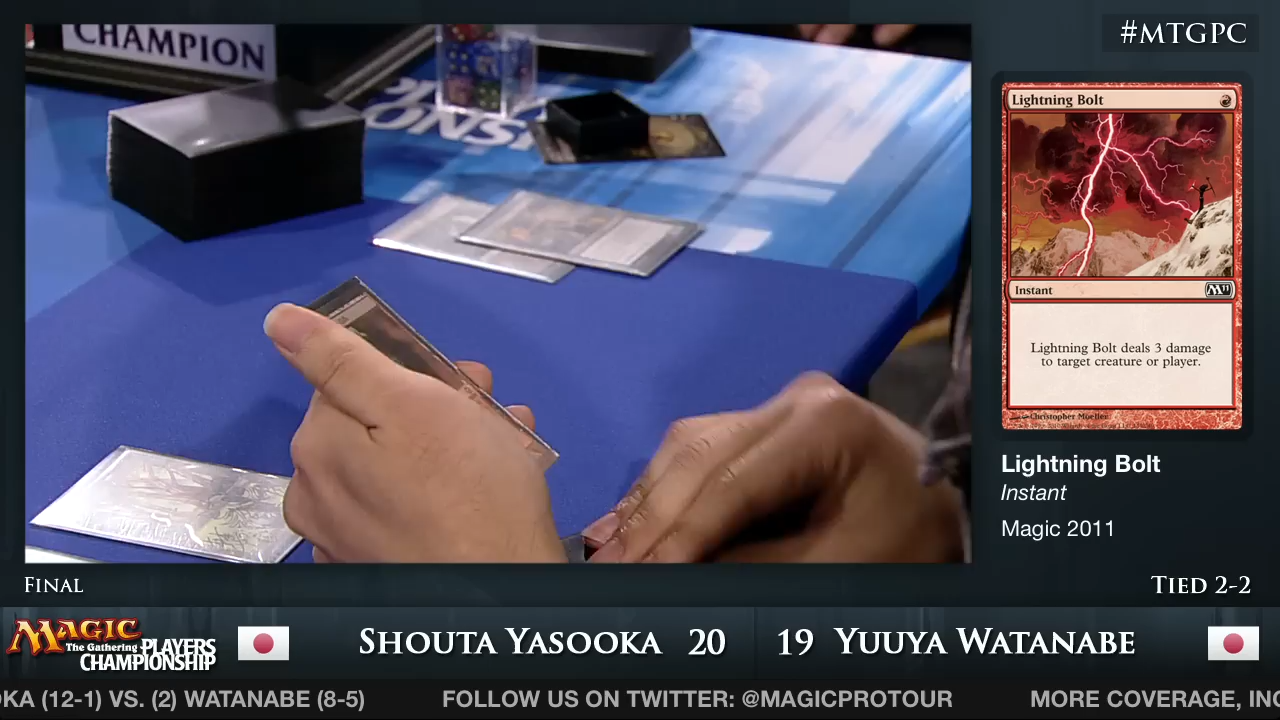 CHAMPION
#MTGPC
Lightning Bolt
Instant
Lightning Bolt deals 3 damage
to target creature or player.
Christopher Moeller
Lightning Bolt
Instant
Magic 2011
FINAL
TIED 2-2
MAGIC
The Gathering
PLAYERS
CHAMPIONSHIP
SHOUTA YASOOKA 20
19 YUUYA WATANABE
OKA (12-1) VS. (2) WATANABE (8-5)
FOLLOW US ON TWITTER: @MAGICPROTOUR
MORE COVERAGE, INC